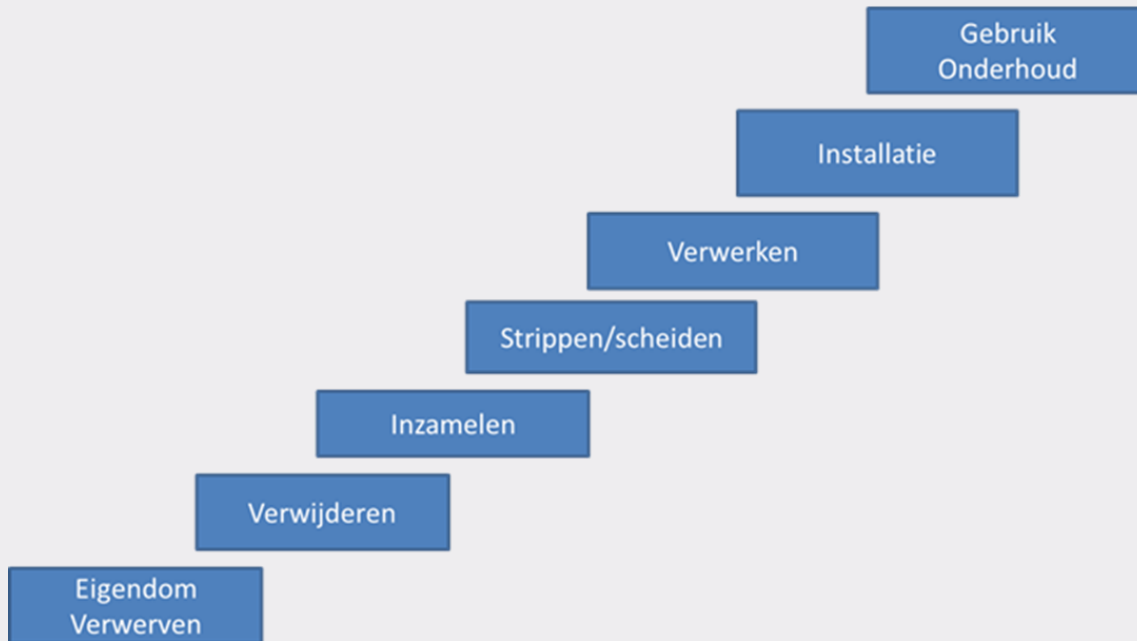 Gebruik
Onderhoud
Installatie
Verwerken
Strippen/scheiden
Inzamelen
Verwijderen
Eigendom
Verwerven